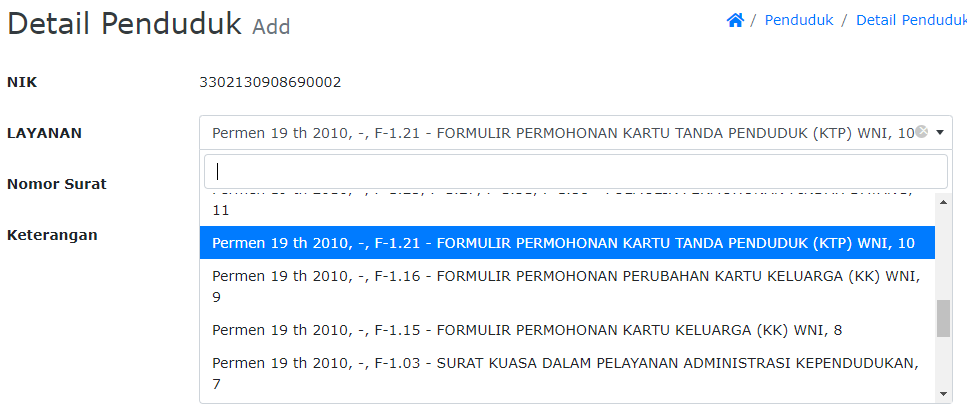 Detail Penduduk Add
/ Penduduk / Detail Penduduk
NIK 3302130908690002
LAYANAN Permen 19 th 2010, -, F-1.21 - FORMULIR PERMOHONAN KARTU TANDA PENDUDUK (KTP) WNI, 10
Nomor Surat
11
Permen 19 th 2010, -, F-1.21 - FORMULIR PERMOHONAN KARTU TANDA PENDUDUK (KTP) WNI, 10
Keterangan
Permen 19 th 2010, -, F-1.16 - FORMULIR PERMOHONAN PERUBAHAN KARTU KELUARGA (KK) WNI,
9
Permen 19 th 2010, -, F-1.15 - FORMULIR PERMOHONAN KARTU KELUARGA (KK) WNI, 8
Permen 19 th 2010, -, F-1.03 - SURAT KUASA DALAM PELAYANAN ADMINISTRASI KEPENDUDUKAN,
7